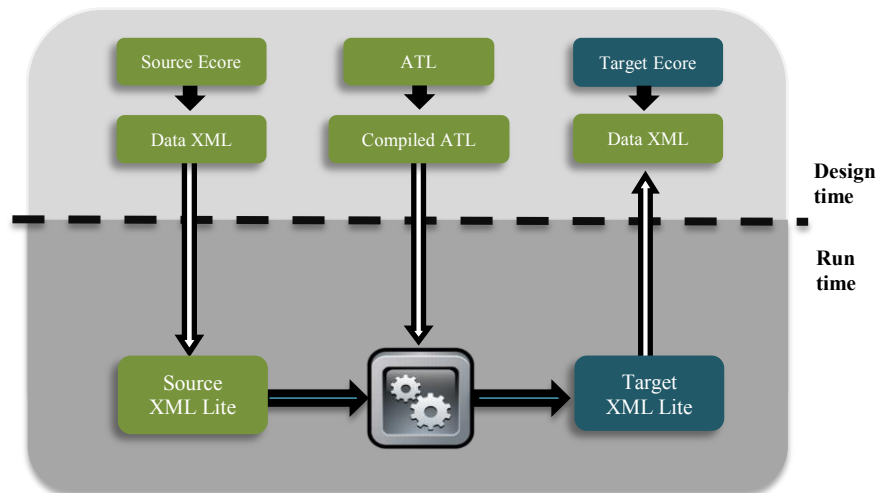 Source Ecore
ATL
Target Ecore
Data XML
Compiled ATL
Data XML
Design
time
Run
time
Source
XML Lite
Target
XML Lite